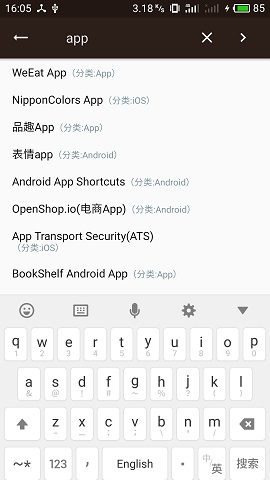 16:05 3.18 K/s 85
app
WeEat App (分类:App)
NipponColors App (分类:iOS)
品趣App (分类:App)
表情app (分类:Android)
Android App Shortcuts (分类:Android)
OpenShop.io(电商App) (分类:Android)
App Transport Security(ATS)
(分类:iOS)
BookShelf Android App (分类:App)
q w e r t y u i o p
1 2 3 4 5 6 7 8 9 0
a s d f g h j k l
z x c v b n m
~* 123 , English 中/英 搜索